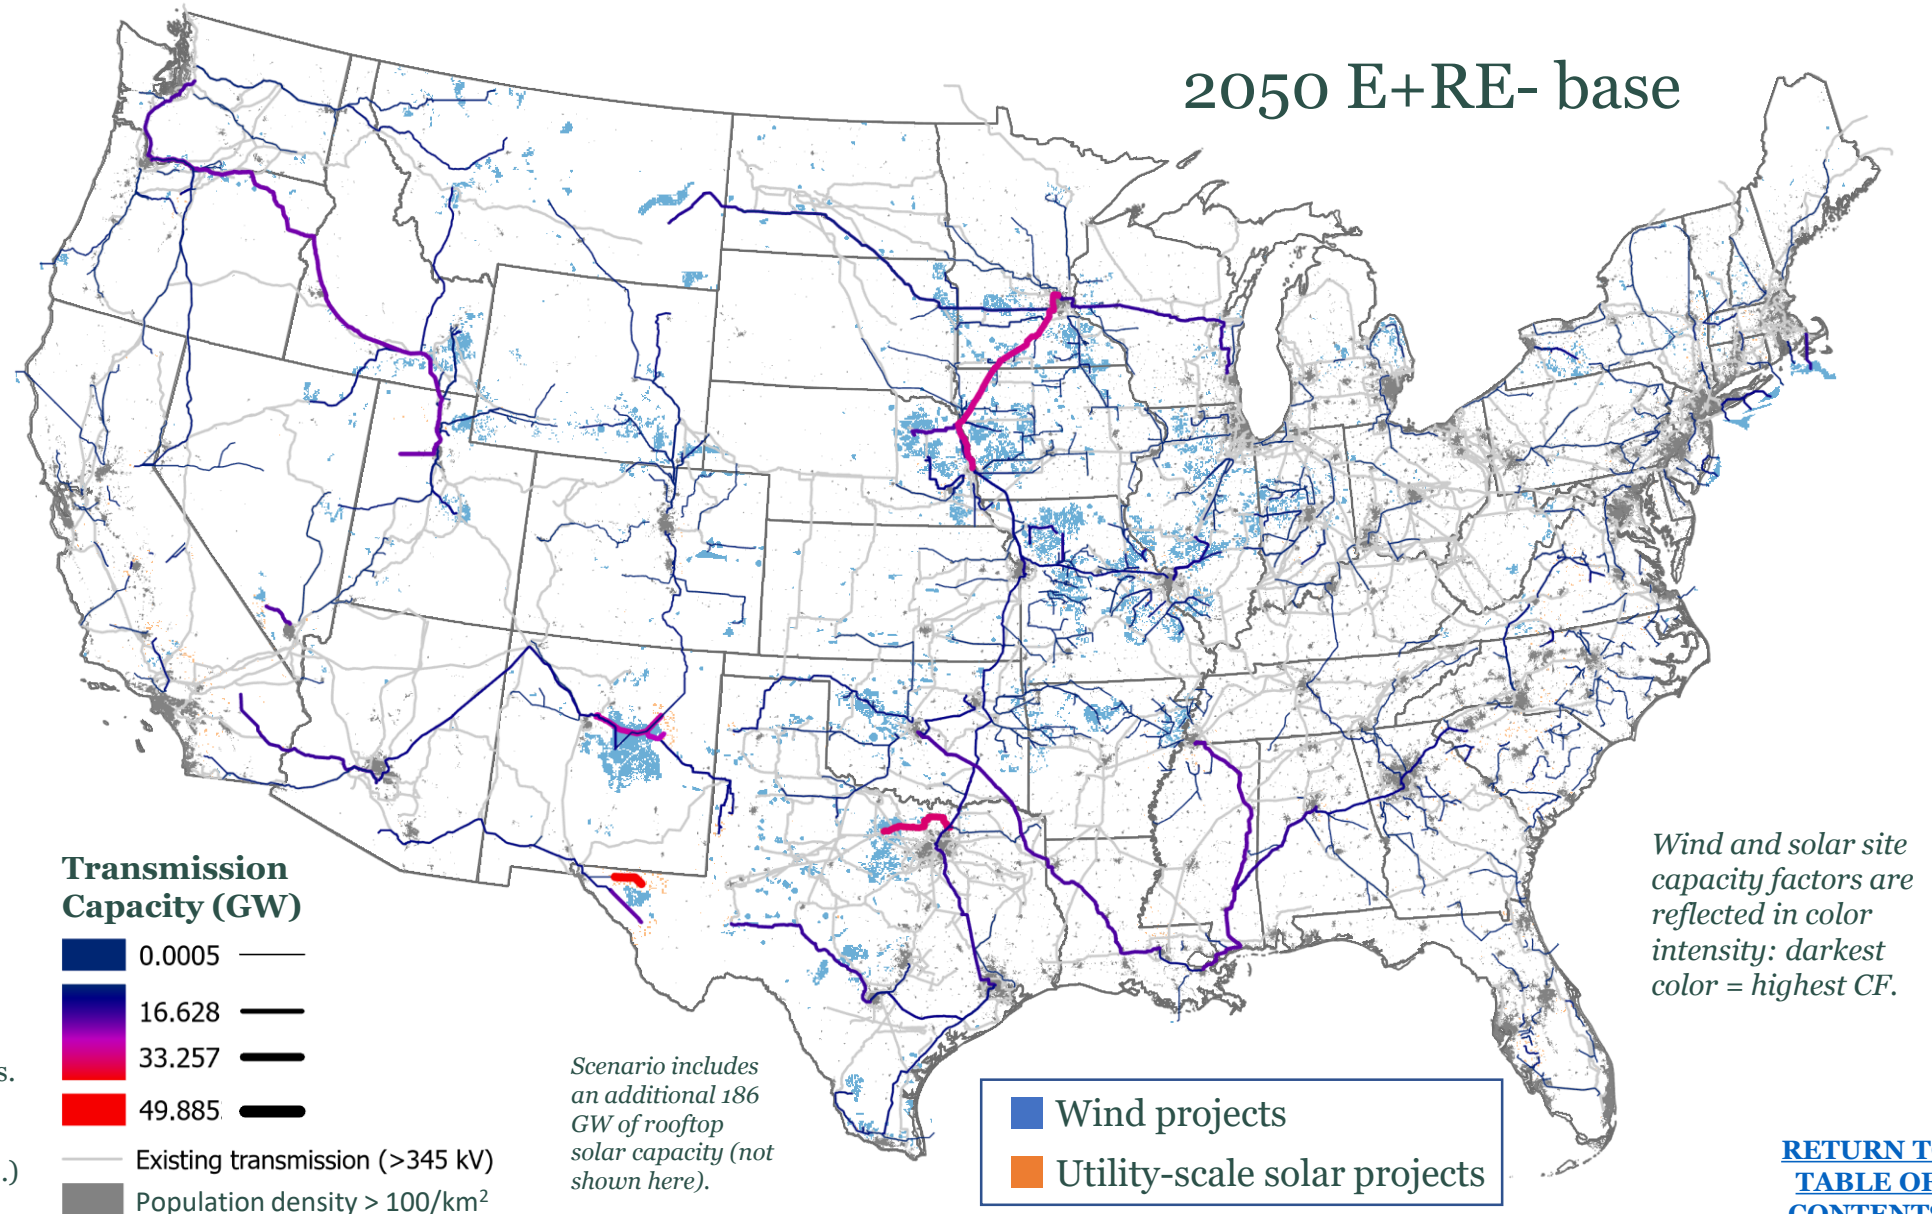 2050 E+RE- base
Transmission
Capacity (GW)
0.0005
16.628
33.257
49.885
Existing transmission (>345 kV)
Population density > 100/km²
s.
.)
Scenario includes
an additional 186
GW of rooftop
solar capacity (not
shown here).
Wind projects
Utility-scale solar projects
Wind and solar site
capacity factors are
reflected in color
intensity: darkest
color = highest CF.
RETURN T
TABLE OF
CONTENTS